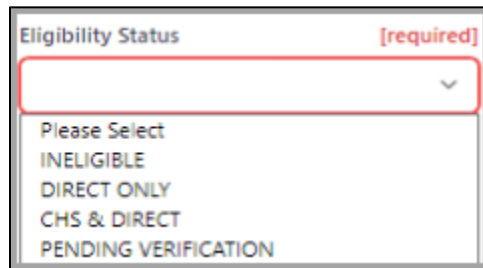 Eligibility Status [required]
Please Select
INELIGIBLE
DIRECT ONLY
CHS & DIRECT
PENDING VERIFICATION